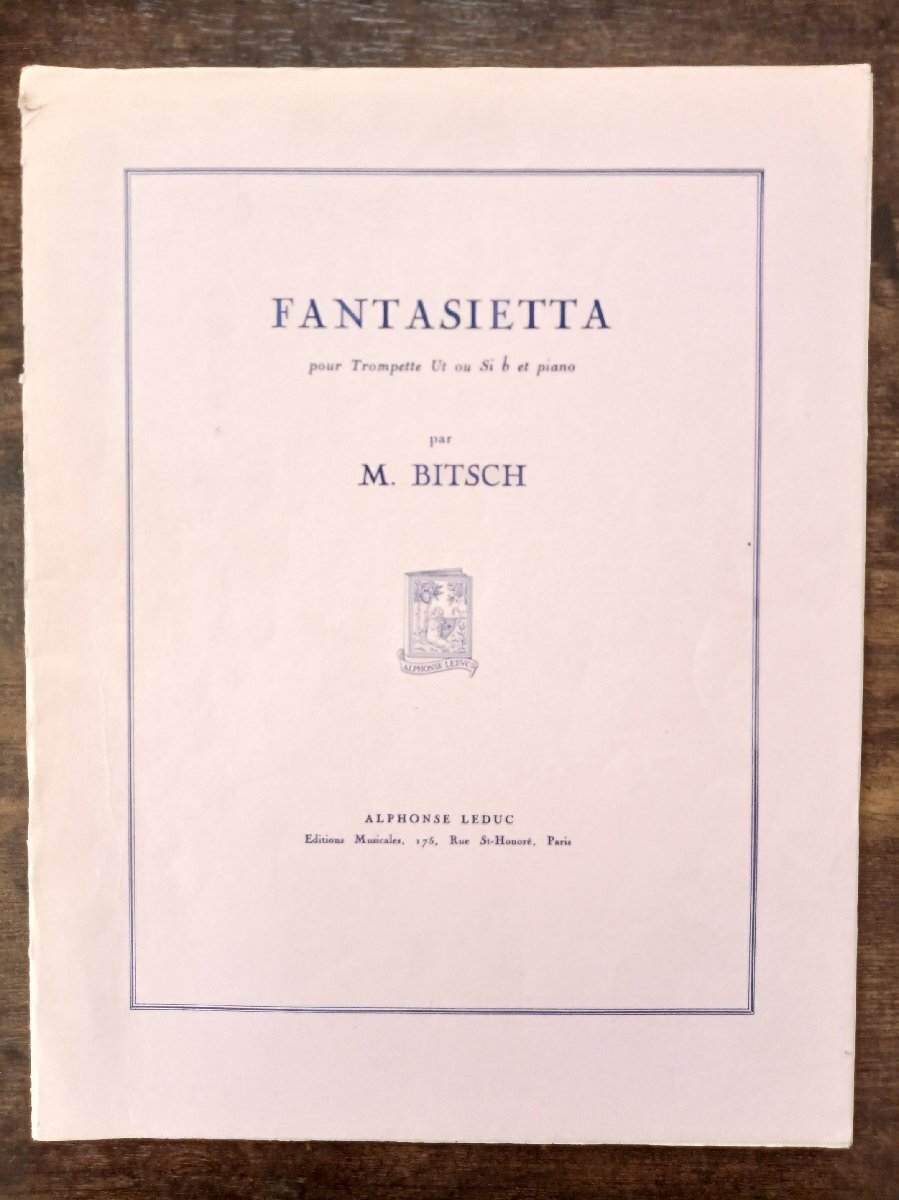 FANTASIETTA
pour Trompette Ut ou Si b et piano
par
M. BITSCH
ALPHONSE LEDUC
ALPHONSE LEDUC
Editions Musicales, 175, Rue St-Honoré, Paris